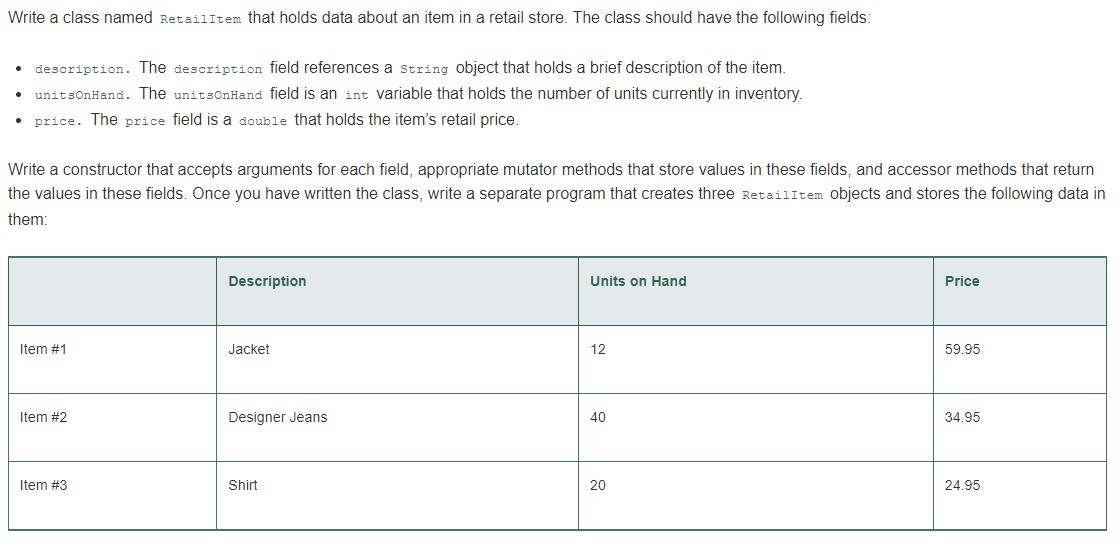 Write a class named RetailItem that holds data about an item in a retail store. The class should have the following fields:
• description. The description field references a String object that holds a brief description of the item.
• unitsOnHand. The unitsOnHand field is an int variable that holds the number of units currently in inventory.
• price. The price field is a double that holds the item’s retail price.
Write a constructor that accepts arguments for each field, appropriate mutator methods that store values in these fields, and accessor methods that return
the values in these fields. Once you have written the class, write a separate program that creates three RetailItem objects and stores the following data in
them:
Description Units on Hand Price
Item #1 Jacket 12 59.95
Item #2 Designer Jeans 40 34.95
Item #3 Shirt 20 24.95